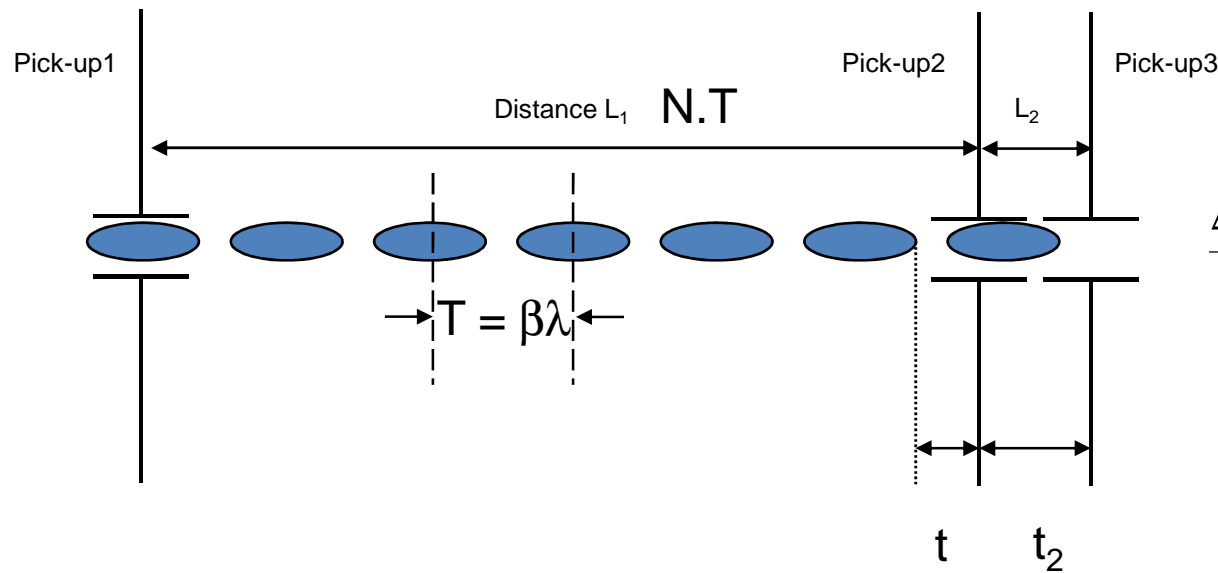 Pick-up1
Pick-up2
Pick-up3
Distance L₁ N.T
L₂
T = βλ
t
t₂